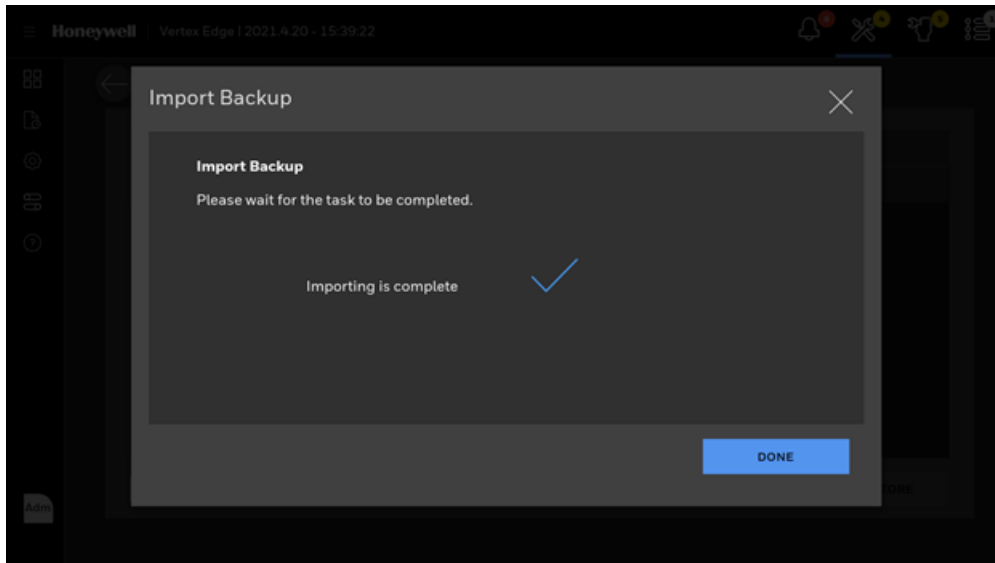 Honeywell Vertex Edge | 2021.4.20 - 15:39:22
Import Backup
Import Backup
Please wait for the task to be completed.
Importing is complete
DONE
Adm